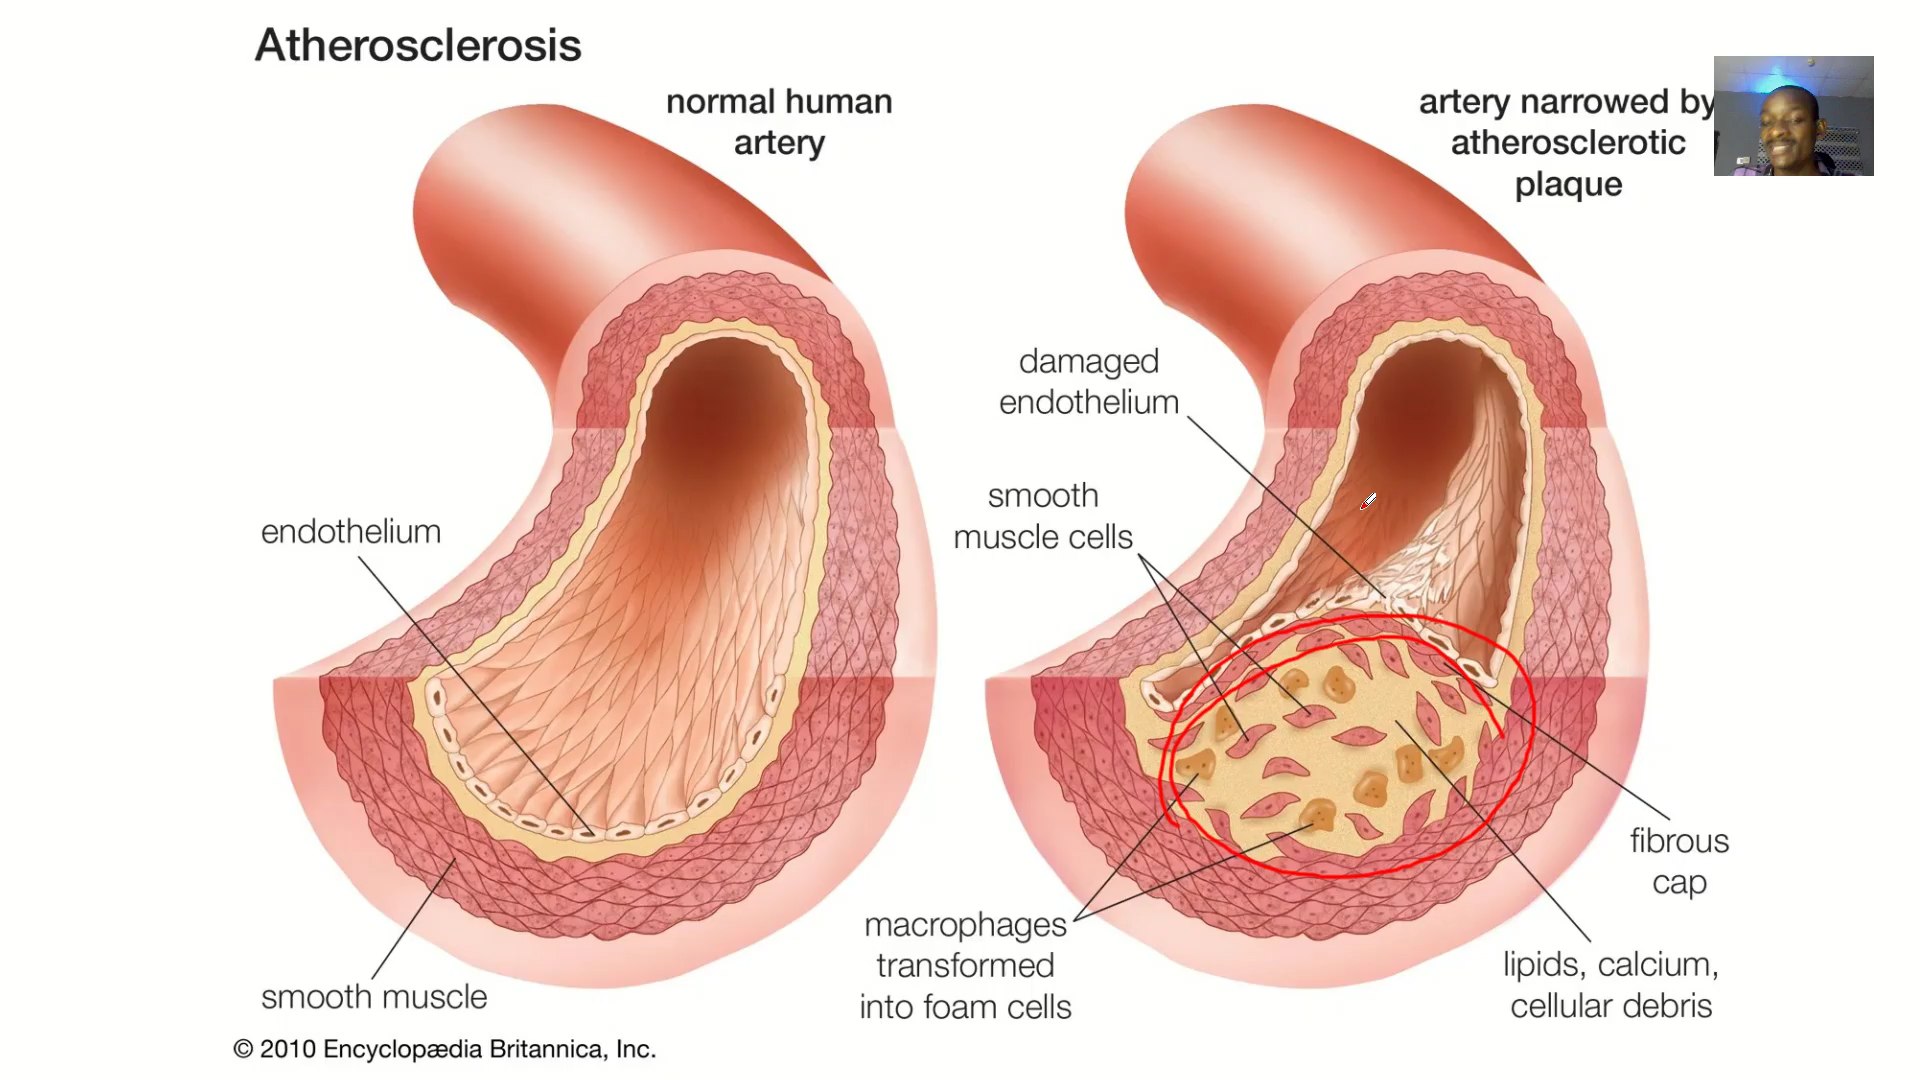 Atherosclerosis
normal human
artery
artery narrowed by
atherosclerotic
plaque
damaged
endothelium
smooth
muscle cells
endothelium
fibrous
cap
macrophages
transformed
into foam cells
lipids, calcium,
cellular debris
smooth muscle
© 2010 Encyclopædia Britannica, Inc.